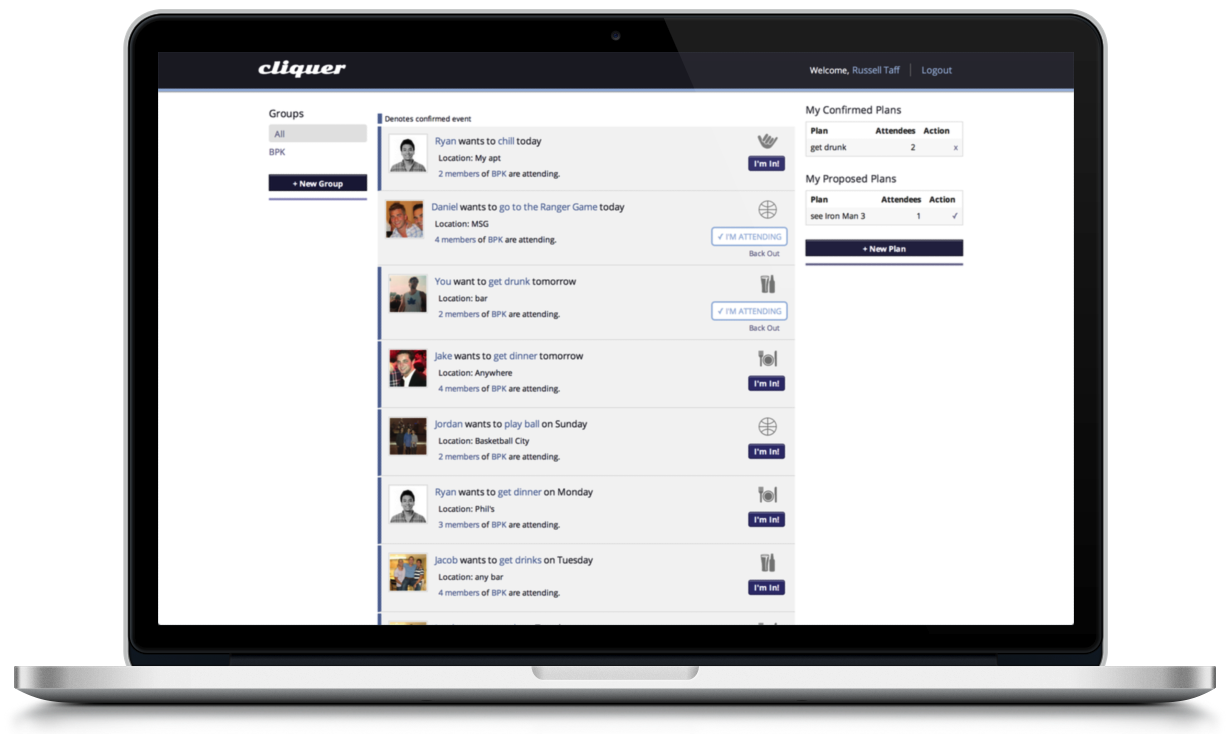 cliquer
Welcome, Russell Taff | Logout
Groups
All
BPK
+ New Group
Denotes confirmed event
Ryan wants to chill today
Location: My apt
2 members of BPK are attending.
I'm In!
Daniel wants to go to the Ranger Game today
Location: MSG
4 members of BPK are attending.
✓ I'M ATTENDING
Back Out
You want to get drunk tomorrow
Location: bar
2 members of BPK are attending.
✓ I'M ATTENDING
Back Out
Jake wants to get dinner tomorrow
Location: Anywhere
4 members of BPK are attending.
I'm In!
Jordan wants to play ball on Sunday
Location: Basketball City
2 members of BPK are attending.
I'm In!
Ryan wants to get dinner on Monday
Location: Phil's
3 members of BPK are attending.
I'm In!
Jacob wants to get drinks on Tuesday
Location: any bar
4 members of BPK are attending.
I'm In!
My Confirmed Plans
Plan Attendees Action
get drunk 2 x
My Proposed Plans
Plan Attendees Action
see Iron Man 3 1 ✓
+ New Plan